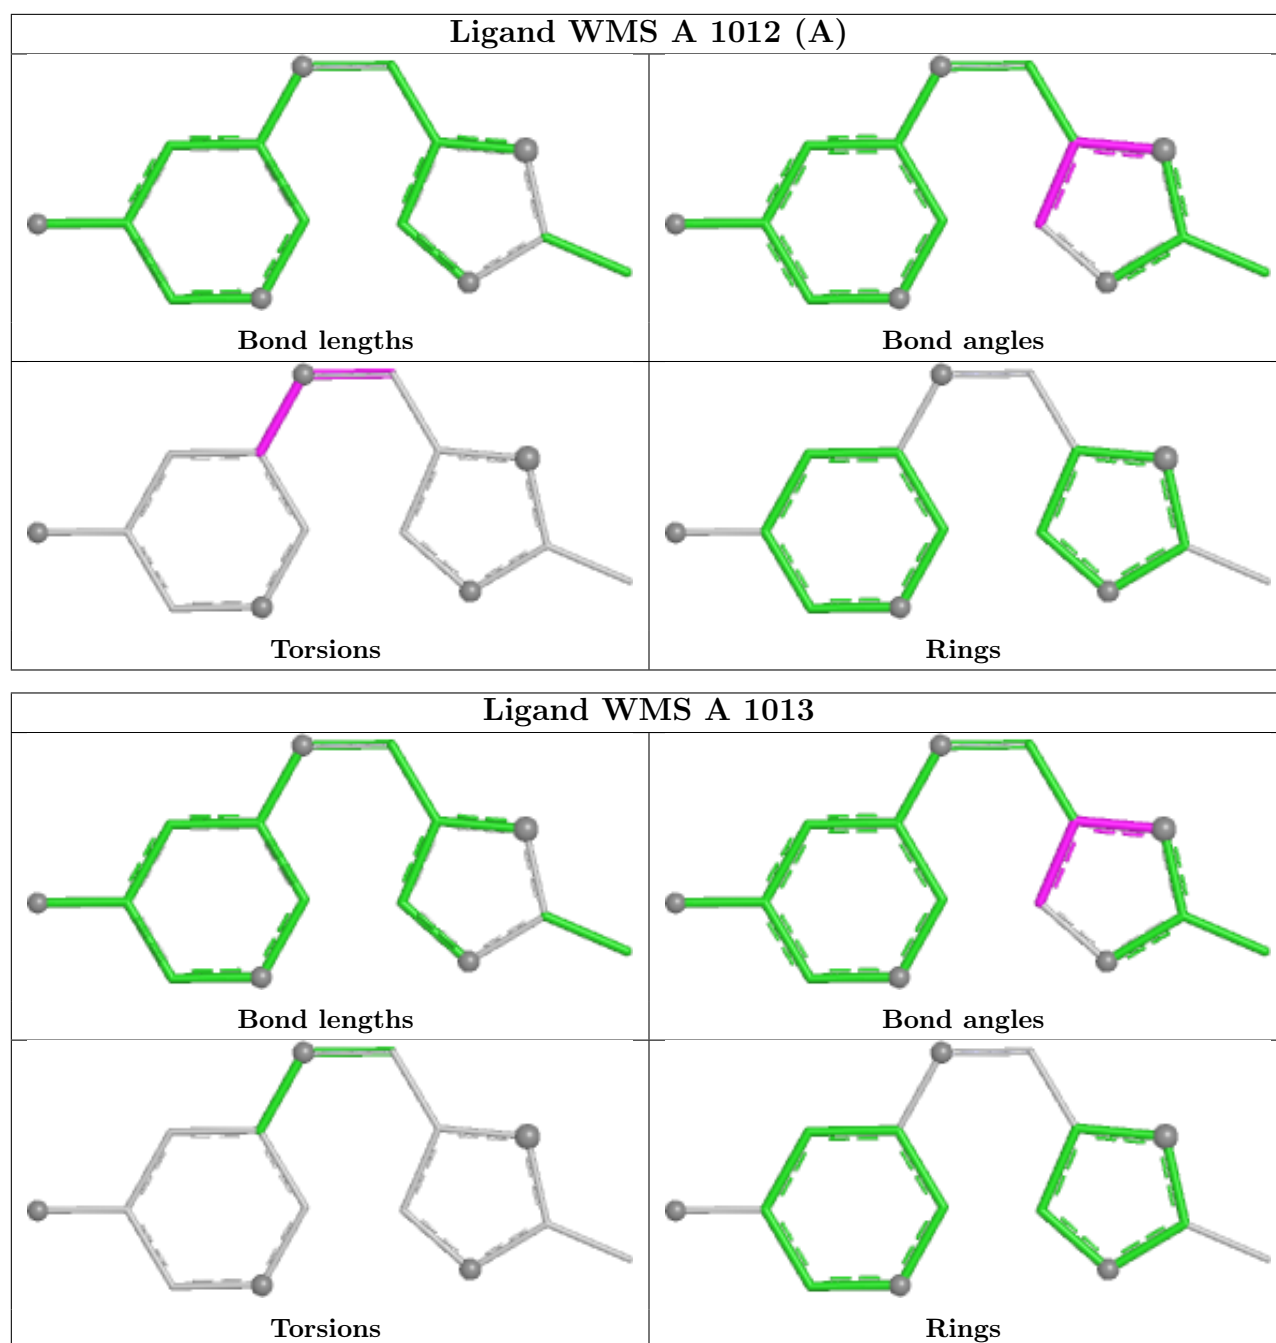 Ligand WMS A 1012 (A)
Bond lengths
Bond angles
Torsions
Rings
Ligand WMS A 1013
Bond lengths
Bond angles
Torsions
Rings